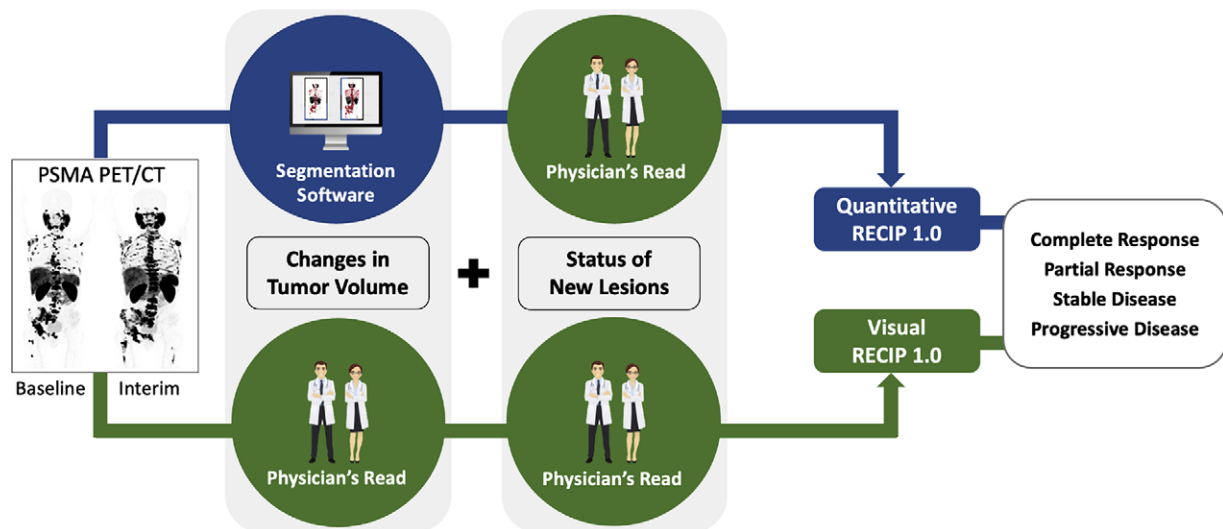 PSMA PET/CT
Baseline
Interim
Segmentation
Software
Physician's Read
Changes in
Tumor Volume
Status of
New Lesions
Physician's Read
Physician's Read
Quantitative
RECIP 1.0
Visual
RECIP 1.0
Complete Response
Partial Response
Stable Disease
Progressive Disease